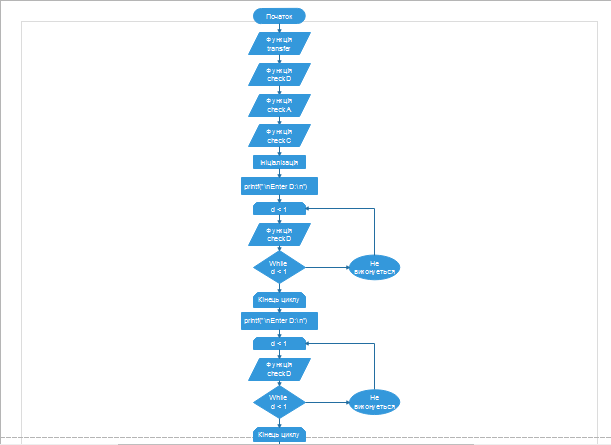 Початок
Функція
transfer
Функція
checkD
Функція
checkA
Функція
checkC
Ініціалізація
printf("\nEnter D:\n")
d < 1
Функція
checkD
While
d < 1
Не
виконується
Кінець циклу
printf("\nEnter D:\n")
d < 1
Функція
checkD
While
d < 1
Не
виконується
Кінець циклу